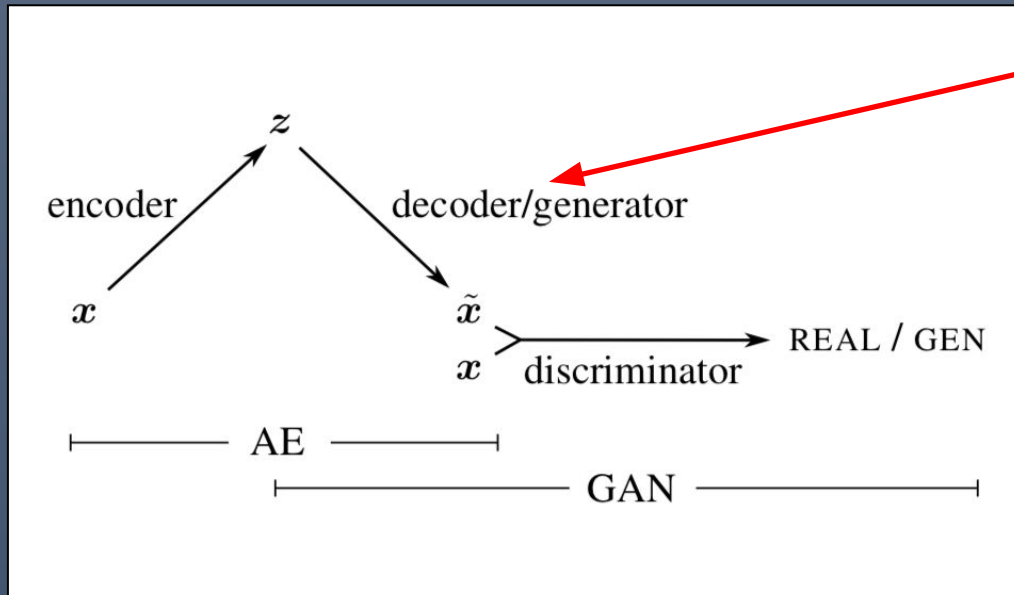 z
encoder
decoder/generator
x
x̃
x
discriminator
REAL / GEN
AE
GAN